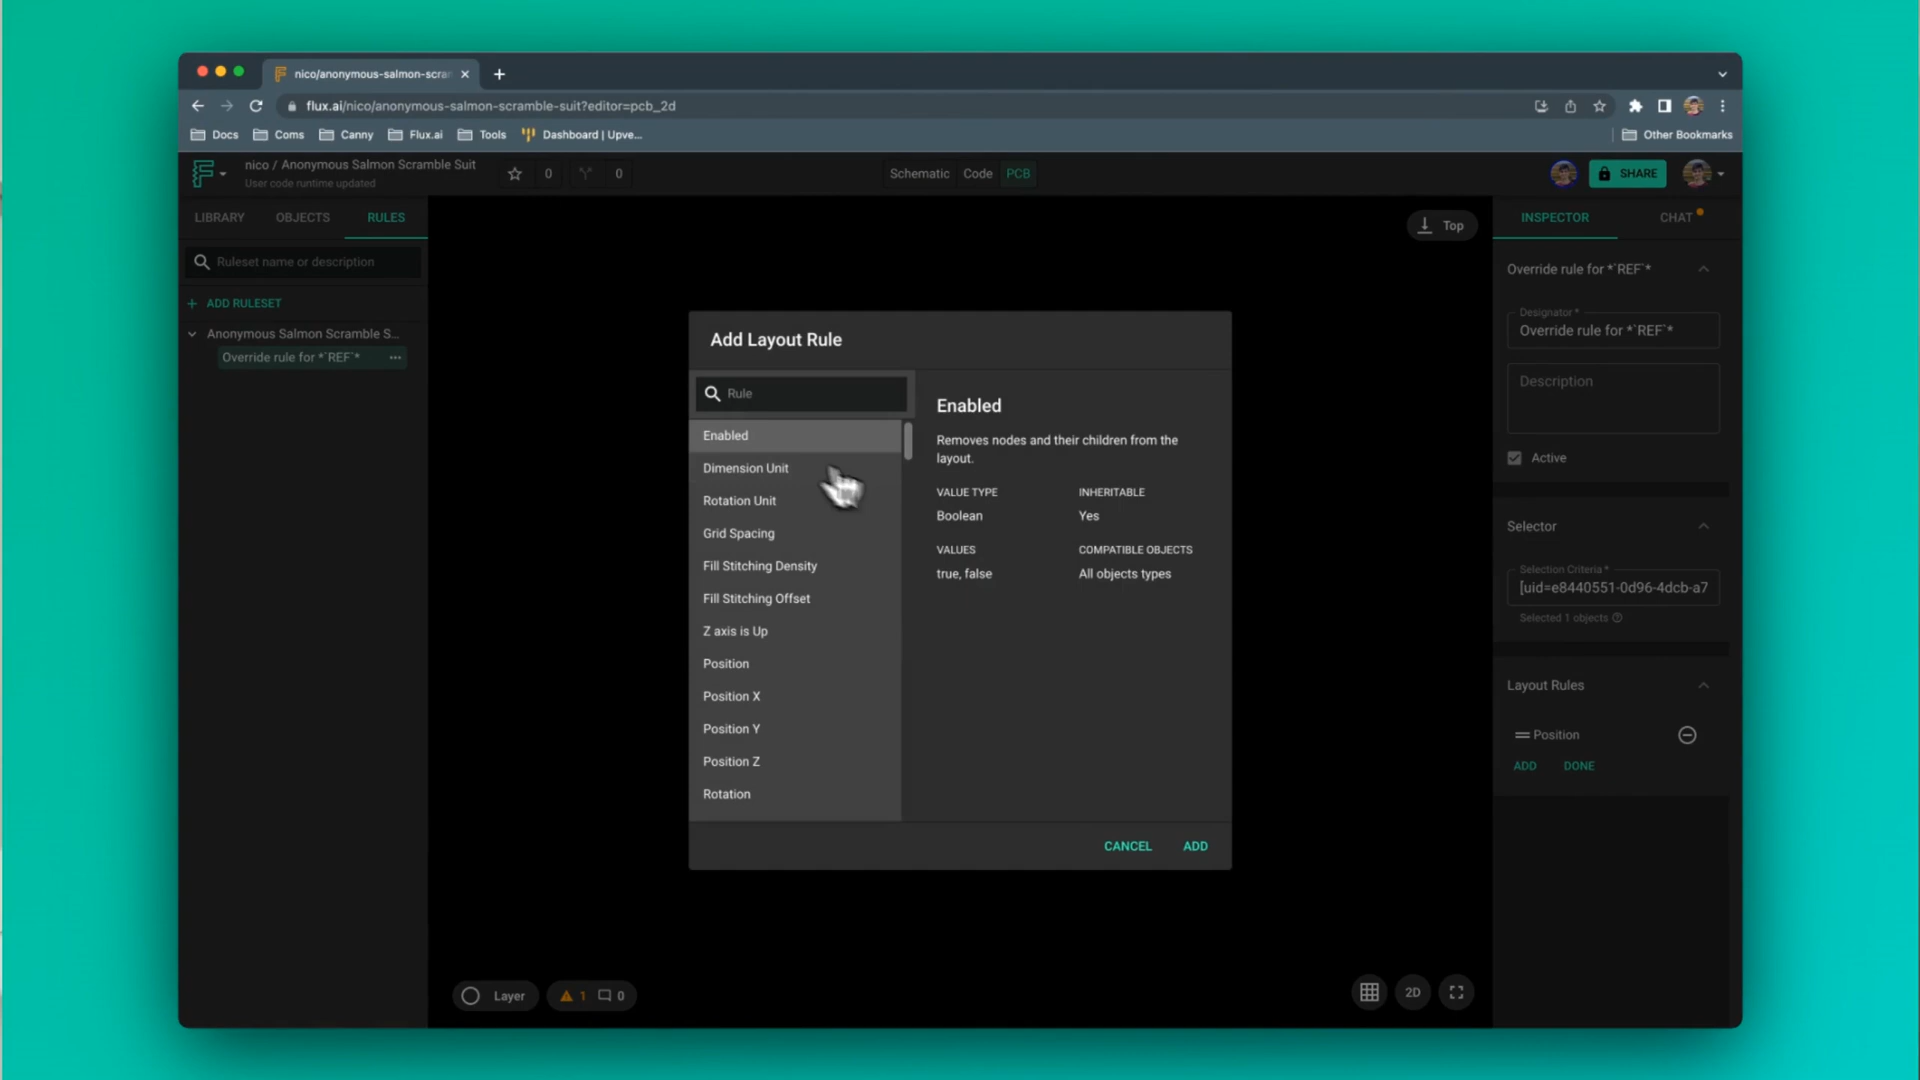 nico/anonymous-salmon-scra
flux.ai/nico/anonymous-salmon-scramble-suit?editor=pcb_2d
Docs Coms Canny Flux.ai Tools Dashboard | Upve... Other Bookmarks
nico / Anonymous Salmon Scramble Suit
User code runtime updated
0 0
Schematic Code PCB
SHARE
LIBRARY OBJECTS RULES
Ruleset name or description
+ ADD RULESET
Anonymous Salmon Scramble S...
Override rule for *`REF`* ...
Top
Add Layout Rule
Rule
Enabled
Dimension Unit
Rotation Unit
Grid Spacing
Fill Stitching Density
Fill Stitching Offset
Z axis is Up
Position
Position X
Position Y
Position Z
Rotation
Enabled
Removes nodes and their children from the
layout.
VALUE TYPE INHERITABLE
Boolean Yes
VALUES COMPATIBLE OBJECTS
true, false All objects types
CANCEL ADD
INSPECTOR CHAT
Override rule for *`REF`*
Designator *
Override rule for *`REF`*
Description
Active
Selector
Selection Criteria *
[uid=e8440551-0d96-4dcb-a7
Selected 1 objects
Layout Rules
Position
ADD DONE
Layer 1 0
2D